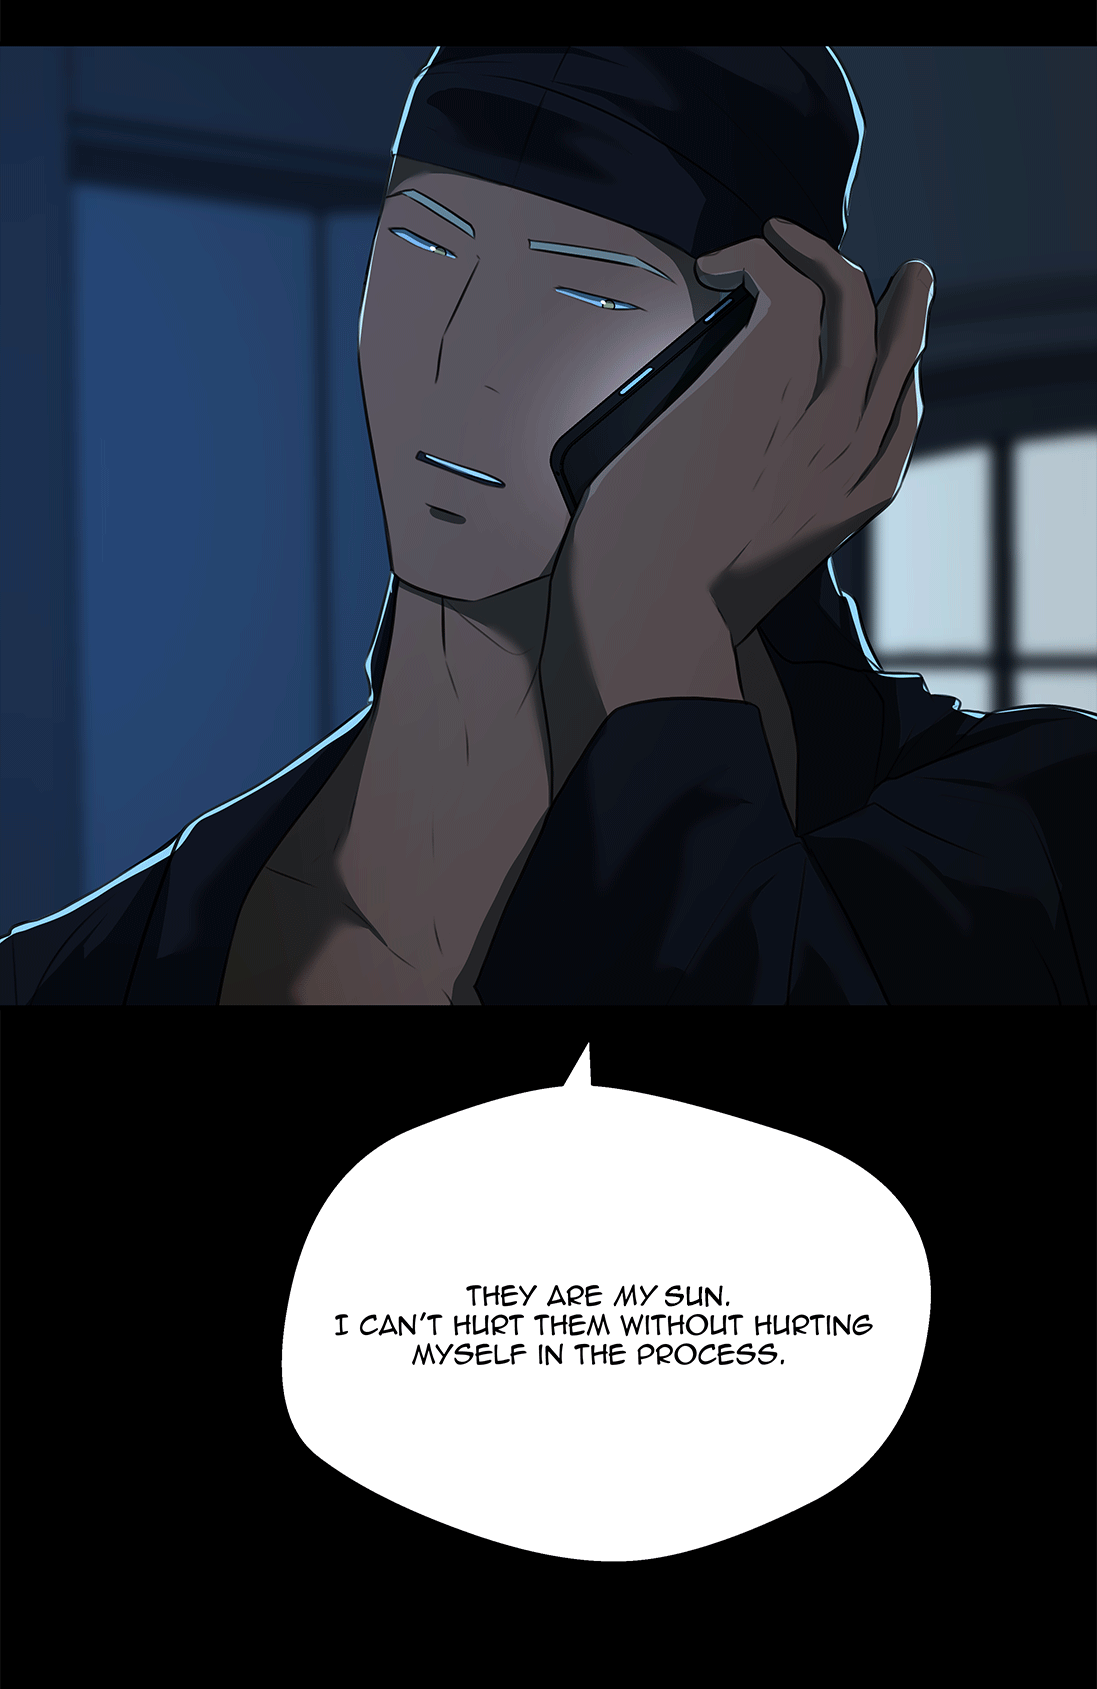 THEY ARE MY SUN.
I CAN'T HURT THEM WITHOUT HURTING
MYSELF IN THE PROCESS.